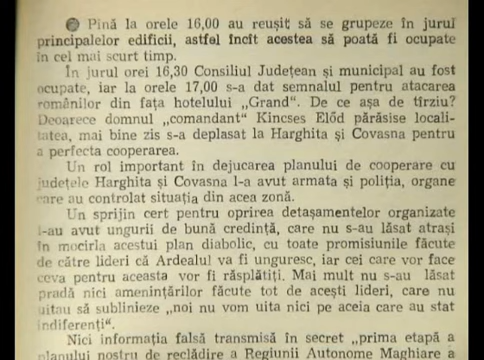 Pînă la orele 16,00 au reușit să se grupeze în jurul
principalelor edificii, astfel încît acestea să poată fi ocupate
în cel mai scurt timp.
In jurul orei 16,30 Consiliul Județean și municipal au fost
ocupate, iar la orele 17,00 s-a dat semnalul pentru atacarea
românilor din fața hotelului „Grand“. De ce așa de tîrziu?
Deoarece domnul „comandant“ Kincses Előd părăsise locali-
tatea, mai bine zis s-a deplasat la Harghita și Covasna pentru
a perfecta cooperarea.
Un rol important în dejucarea planului de cooperare cu
județele Harghita și Covasna l-a avut armata și poliția, organe
care au controlat situația din acea zonă.
Un sprijin cert pentru oprirea detașamentelor organizate
l-au avut ungurii de bună credință, care nu s-au lăsat atrași
în mocirla acestui plan diabolic, cu toate promisiunile făcute
de către lideri că Ardealul va fi unguresc, iar cei care vor face
ceva pentru aceasta vor fi răsplătiți. Mai mult nu s-au lăsat
pradă nici amenințărilor făcute tot de acești lideri, care nu
uitau să sublinieze „noi nu vom uita nici pe aceia care au stat
indiferenți“.
Nici informația falsă transmisă în secret „prima etapă a
planului nostru de reclădire a Regiunii Autonome Maghiare a